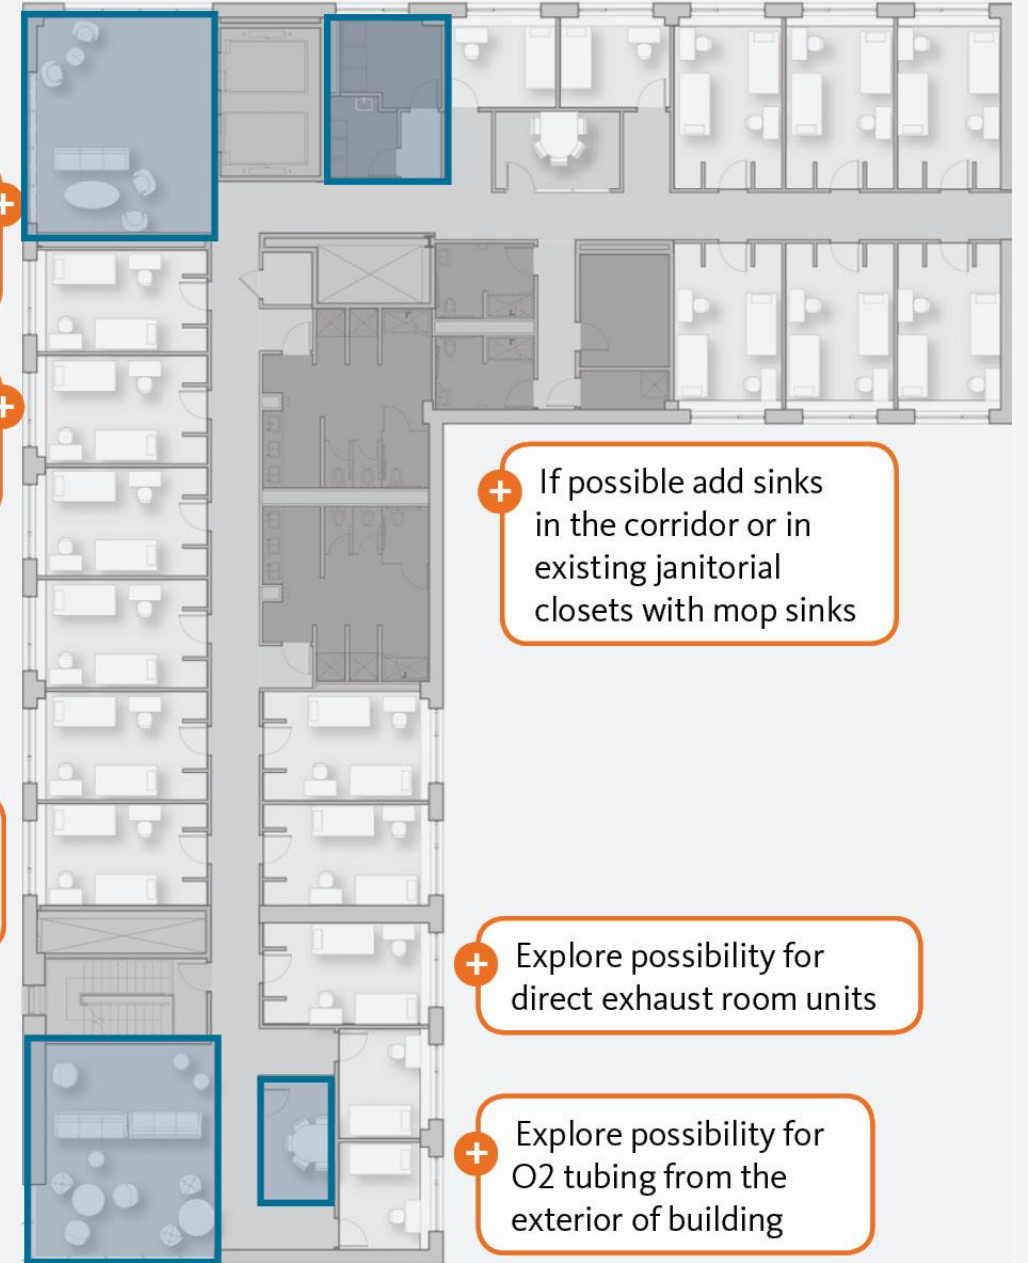 If possible add sinks
in the corridor or in
existing janitorial
closets with mop sinks
Explore possibility for
direct exhaust room units
Explore possibility for
O2 tubing from the
exterior of building